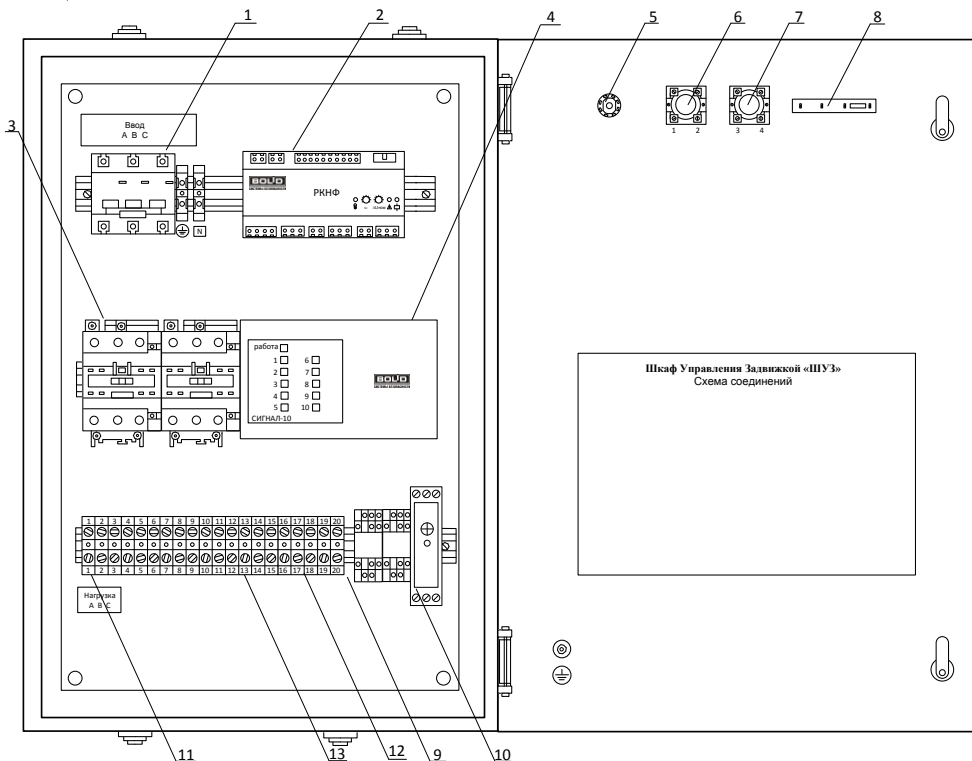 1 2 4 5 6 7 8
3
Ввод
A B C
BOLID
РКНФ
N
1 2 3 4
работа
1 6
2 7
3 8
4 9
5 10
СИГНАЛ-10
BOLID
Шкаф Управления Задвижкой «ШУЗ»
Схема соединений
1 2 3 4 5 6 7 8 9 10 11 12 13 14 15 16 17 18 19 20
1 2 3 4 5 6 7 8 9 10 11 12 13 14 15 16 17 18 19 20
Нагрузка
A B C
11 13 12 9 10